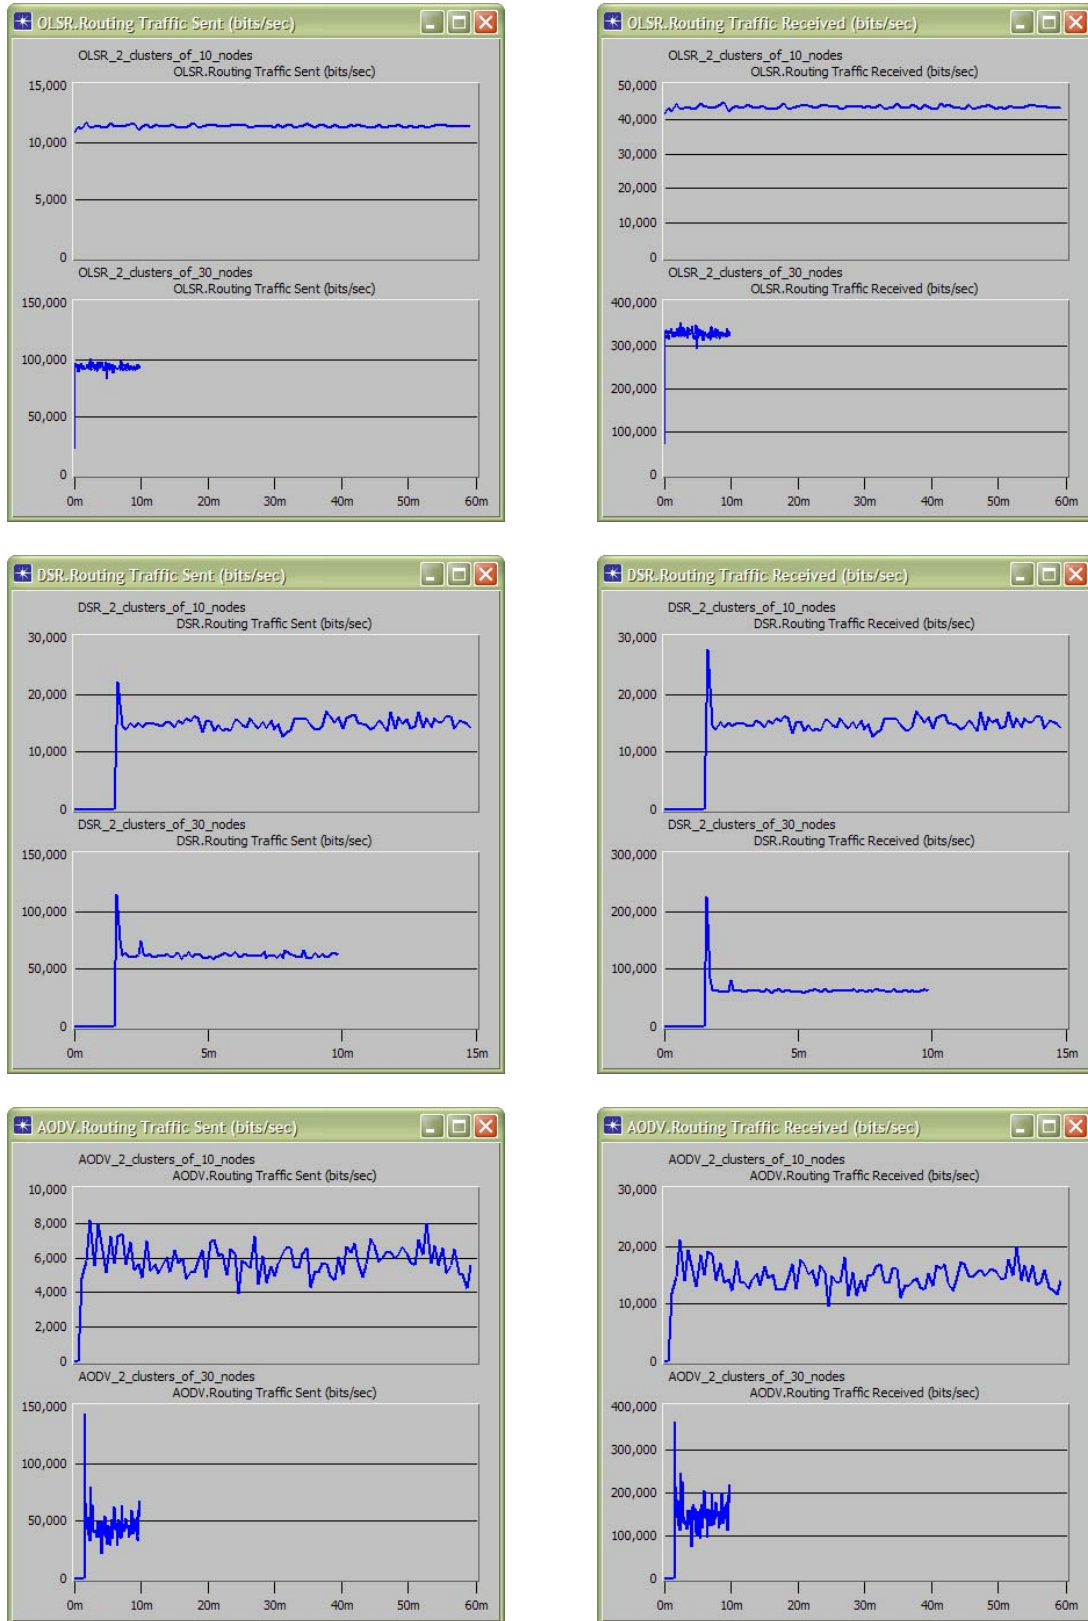 OLSR.Routing Traffic Sent (bits/sec)
OLSR_2_clusters_of_10_nodes
OLSR.Routing Traffic Sent (bits/sec)
15,000
10,000
5,000
0
OLSR_2_clusters_of_30_nodes
OLSR.Routing Traffic Sent (bits/sec)
150,000
100,000
50,000
0
0m 10m 20m 30m 40m 50m 60m
OLSR.Routing Traffic Received (bits/sec)
OLSR_2_clusters_of_10_nodes
OLSR.Routing Traffic Received (bits/sec)
50,000
40,000
30,000
20,000
10,000
0
OLSR_2_clusters_of_30_nodes
OLSR.Routing Traffic Received (bits/sec)
400,000
300,000
200,000
100,000
0
0m 10m 20m 30m 40m 50m 60m
DSR.Routing Traffic Sent (bits/sec)
DSR_2_clusters_of_10_nodes
DSR.Routing Traffic Sent (bits/sec)
30,000
20,000
10,000
0
DSR_2_clusters_of_30_nodes
DSR.Routing Traffic Sent (bits/sec)
150,000
100,000
50,000
0
0m 5m 10m 15m
DSR.Routing Traffic Received (bits/sec)
DSR_2_clusters_of_10_nodes
DSR.Routing Traffic Received (bits/sec)
30,000
20,000
10,000
0
DSR_2_clusters_of_30_nodes
DSR.Routing Traffic Received (bits/sec)
300,000
200,000
100,000
0
0m 5m 10m 15m
AODV.Routing Traffic Sent (bits/sec)
AODV_2_clusters_of_10_nodes
AODV.Routing Traffic Sent (bits/sec)
10,000
8,000
6,000
4,000
2,000
0
AODV_2_clusters_of_30_nodes
AODV.Routing Traffic Sent (bits/sec)
150,000
100,000
50,000
0
0m 10m 20m 30m 40m 50m 60m
AODV.Routing Traffic Received (bits/sec)
AODV_2_clusters_of_10_nodes
AODV.Routing Traffic Received (bits/sec)
30,000
20,000
10,000
0
AODV_2_clusters_of_30_nodes
AODV.Routing Traffic Received (bits/sec)
400,000
300,000
200,000
100,000
0
0m 10m 20m 30m 40m 50m 60m